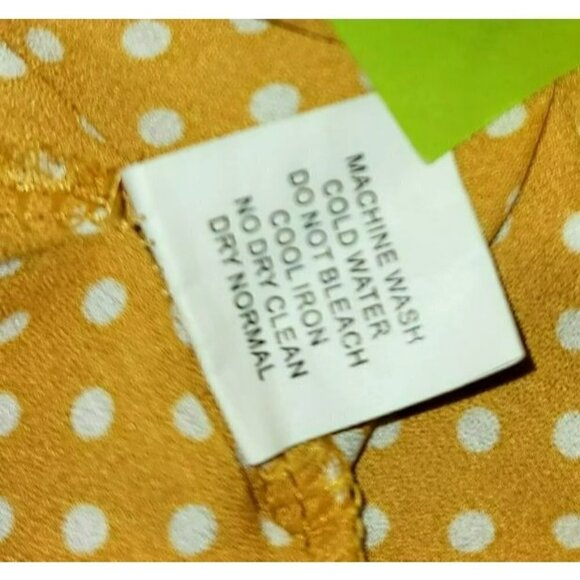 MACHINE WASH
COLD WATER
DO NOT BLEACH
COOL IRON
NO DRY CLEAN
DRY NORMAL